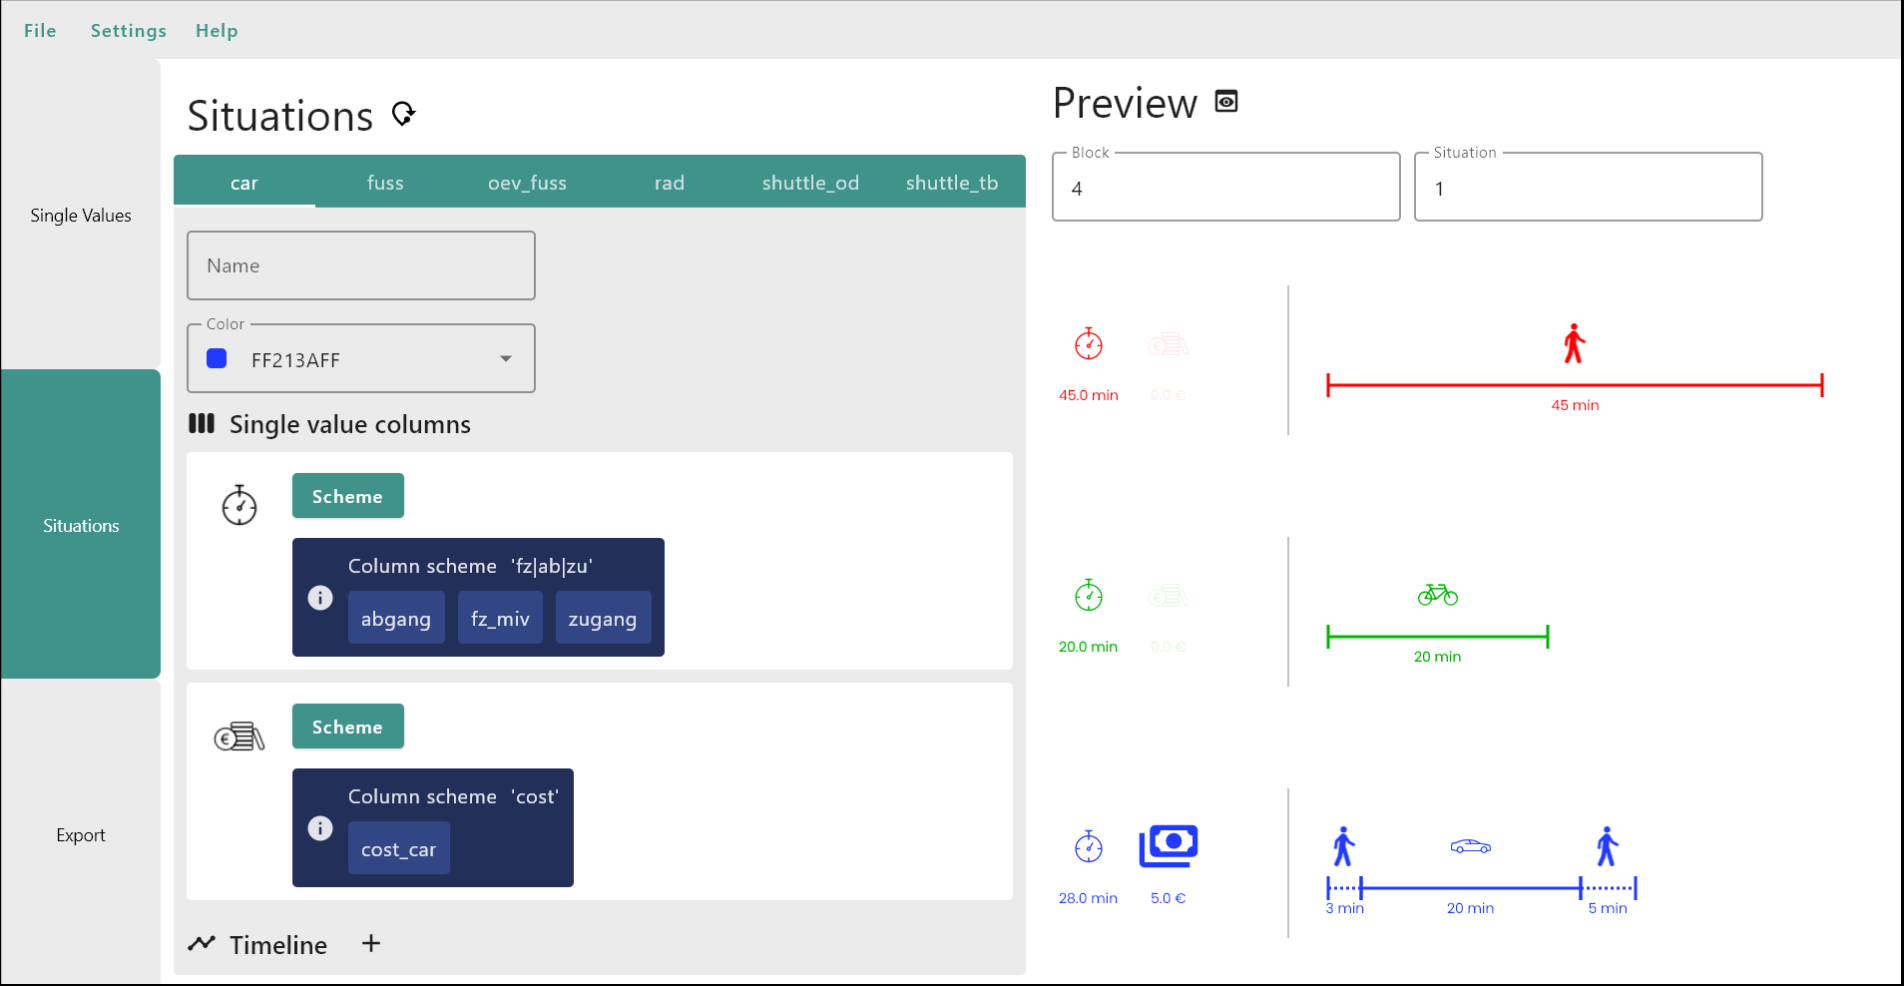 File Settings Help
Single Values
Situations
Export
Situations
car fuss oev_fuss rad shuttle_od shuttle_tb
Name
Color
FF213AFF
Single value columns
Scheme
Column scheme 'fz|ab|zu'
abgang fz_miv zugang
Scheme
Column scheme 'cost'
cost_car
Timeline
Preview
Block
4
Situation
1
45.0 min 0.0 €
45 min
20.0 min 0.0 €
20 min
28.0 min 5.0 €
3 min 20 min 5 min